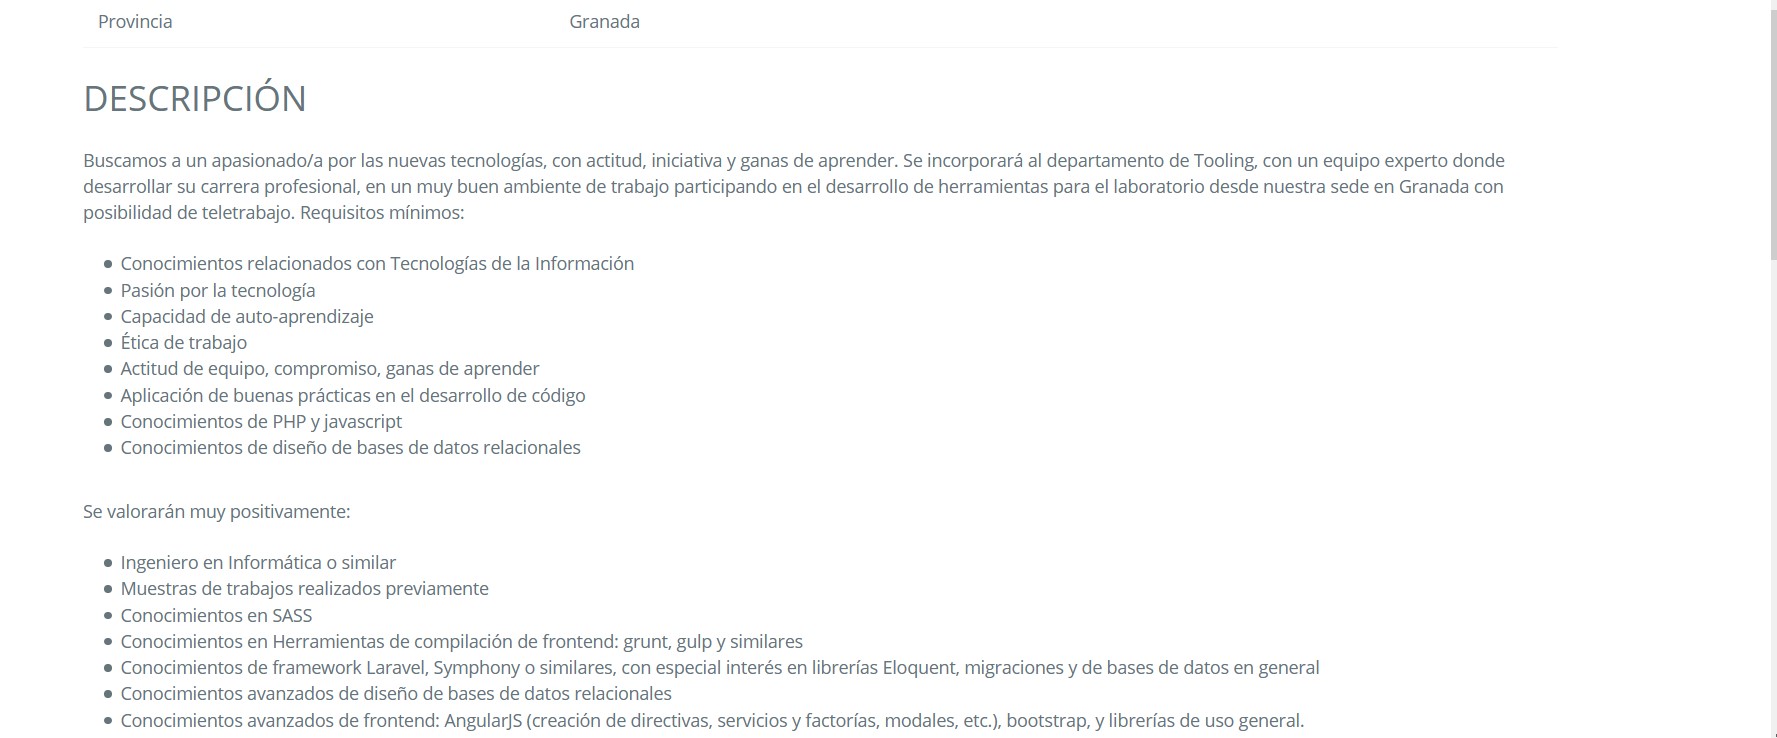 Provincia Granada
DESCRIPCIÓN
Buscamos a un apasionado/a por las nuevas tecnologías, con actitud, iniciativa y ganas de aprender. Se incorporará al departamento de Tooling, con un equipo experto donde
desarrollar su carrera profesional, en un muy buen ambiente de trabajo participando en el desarrollo de herramientas para el laboratorio desde nuestra sede en Granada con
posibilidad de teletrabajo. Requisitos mínimos:
• Conocimientos relacionados con Tecnologías de la Información
• Pasión por la tecnología
• Capacidad de auto-aprendizaje
• Ética de trabajo
• Actitud de equipo, compromiso, ganas de aprender
• Aplicación de buenas prácticas en el desarrollo de código
• Conocimientos de PHP y javascript
• Conocimientos de diseño de bases de datos relacionales
Se valorarán muy positivamente:
• Ingeniero en Informática o similar
• Muestras de trabajos realizados previamente
• Conocimientos en SASS
• Conocimientos en Herramientas de compilación de frontend: grunt, gulp y similares
• Conocimientos de framework Laravel, Symphony o similares, con especial interés en librerías Eloquent, migraciones y de bases de datos en general
• Conocimientos avanzados de diseño de bases de datos relacionales
• Conocimientos avanzados de frontend: AngularJS (creación de directivas, servicios y factorías, modales, etc.), bootstrap, y librerías de uso general.